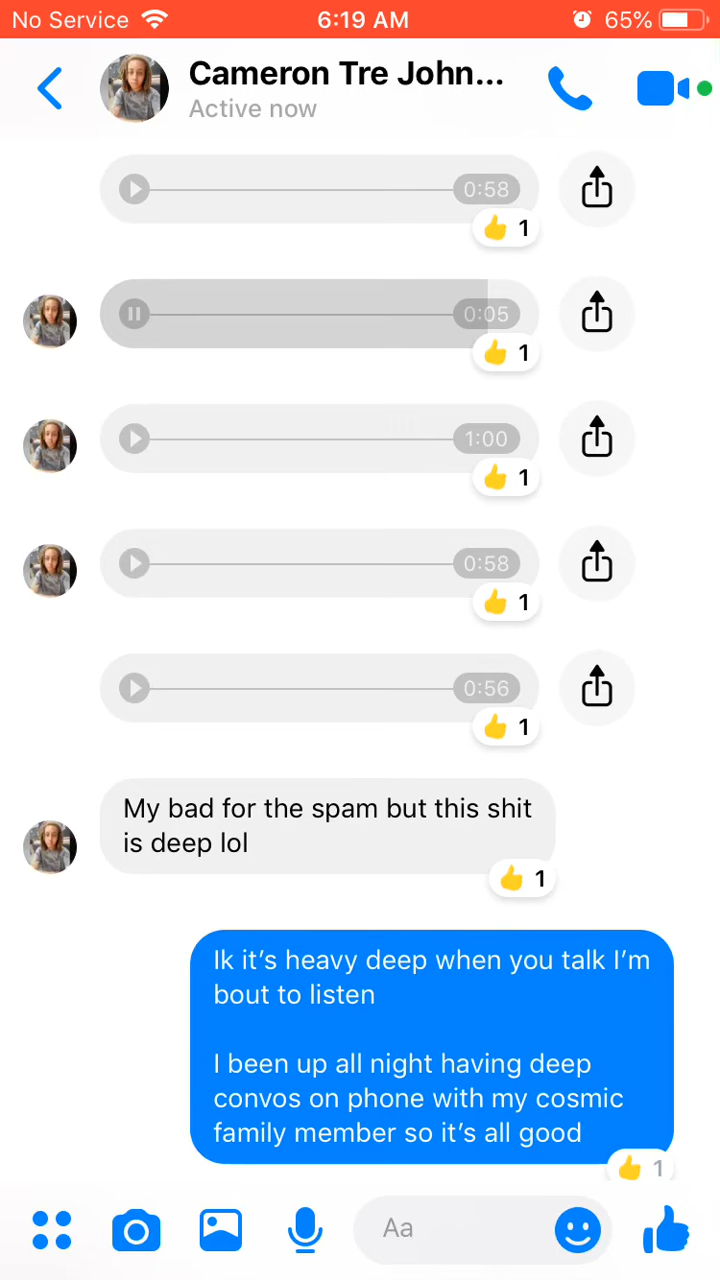 No Service
6:19 AM
65%
Cameron Tre John...
Active now
0:58
1
0:05
1
1:00
1
0:58
1
0:56
1
My bad for the spam but this shit
is deep lol
1
Ik it’s heavy deep when you talk I’m
bout to listen
I been up all night having deep
convos on phone with my cosmic
family member so it’s all good
1
Aa